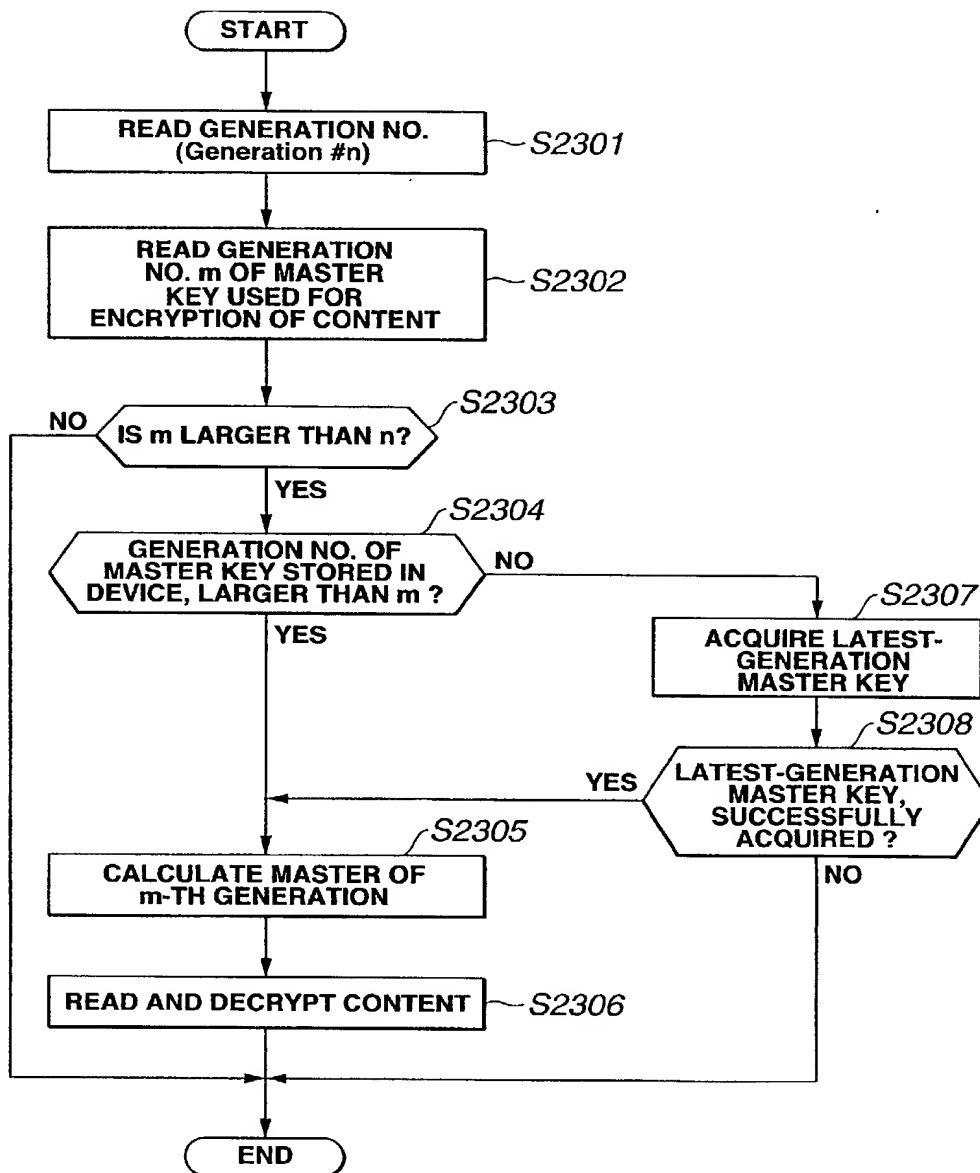 START
READ GENERATION NO.
(Generation #n)
S2301
READ GENERATION
NO. m OF MASTER
KEY USED FOR
ENCRYPTION OF CONTENT
S2302
S2303
NO
IS m LARGER THAN n?
YES
S2304
GENERATION NO. OF
MASTER KEY STORED IN
DEVICE, LARGER THAN m ?
NO
YES
S2307
ACQUIRE LATEST-
GENERATION
MASTER KEY
S2308
LATEST-GENERATION
MASTER KEY,
SUCCESSFULLY
ACQUIRED ?
YES
NO
S2305
CALCULATE MASTER OF
m-TH GENERATION
READ AND DECRYPT CONTENT
S2306
END